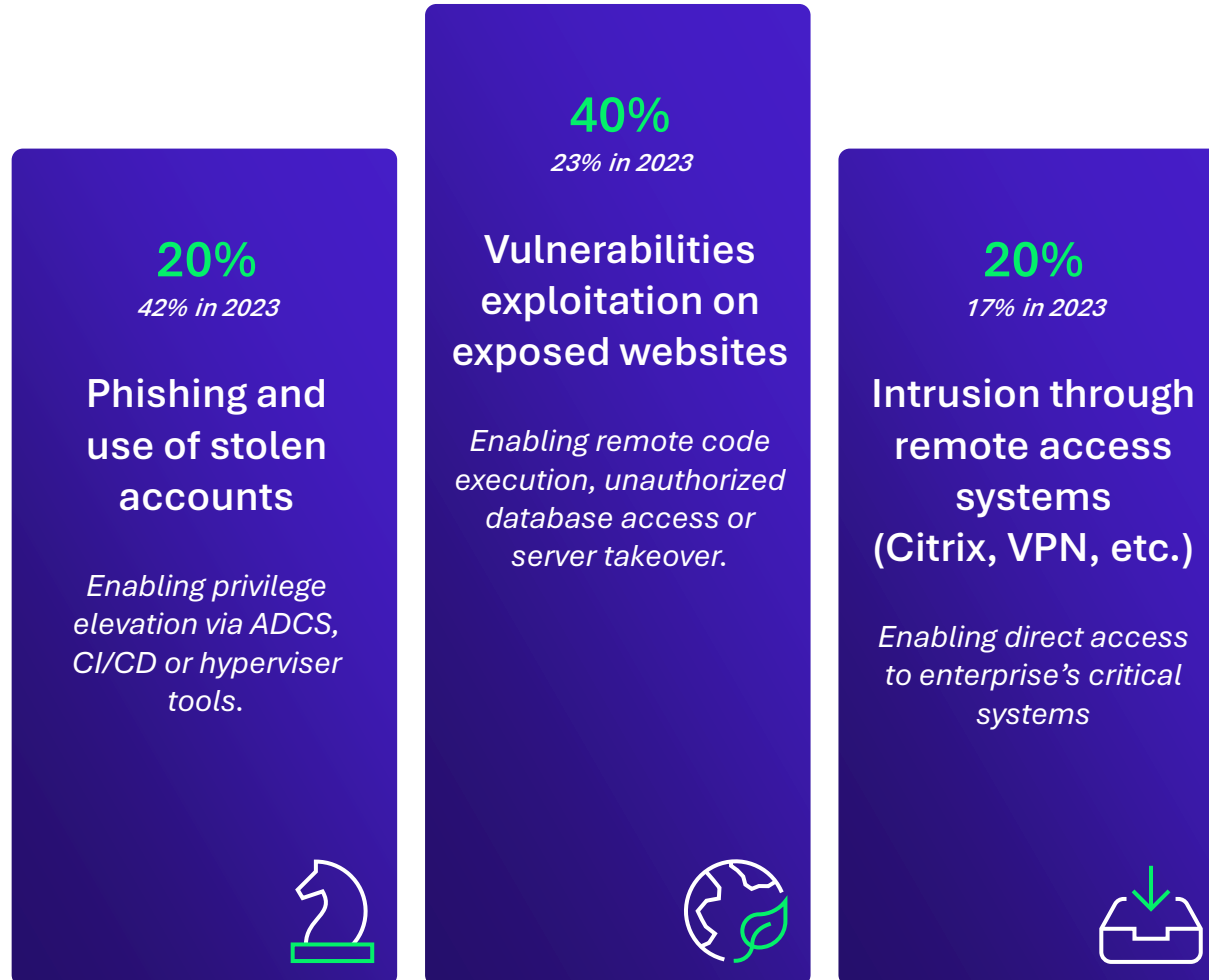 20%
42% in 2023
Phishing and
use of stolen
accounts
Enabling privilege
elevation via ADCS,
CI/CD or hyperviser
tools.
40%
23% in 2023
Vulnerabilities
exploitation on
exposed websites
Enabling remote code
execution, unauthorized
database access or
server takeover.
20%
17% in 2023
Intrusion through
remote access
systems
(Citrix, VPN, etc.)
Enabling direct access
to enterprise’s critical
systems